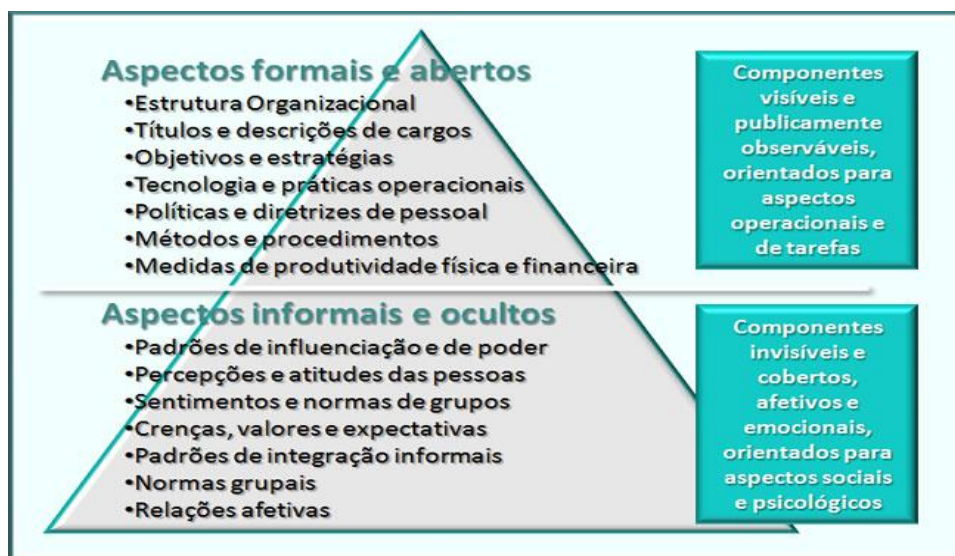 Aspectos formais e abertos
•Estrutura Organizacional
•Títulos e descrições de cargos
•Objetivos e estratégias
•Tecnologia e práticas operacionais
•Políticas e diretrizes de pessoal
•Métodos e procedimentos
•Medidas de produtividade física e financeira
Componentes
visíveis e
publicamente
observáveis,
orientados para
aspectos
operacionais e
de tarefas
Aspectos informais e ocultos
•Padrões de influenciação e de poder
•Percepções e atitudes das pessoas
•Sentimentos e normas de grupos
•Crenças, valores e expectativas
•Padrões de integração informais
•Normas grupais
•Relações afetivas
Componentes
invisíveis e
cobertos,
afetivos e
emocionais,
orientados para
aspectos sociais
e psicológicos